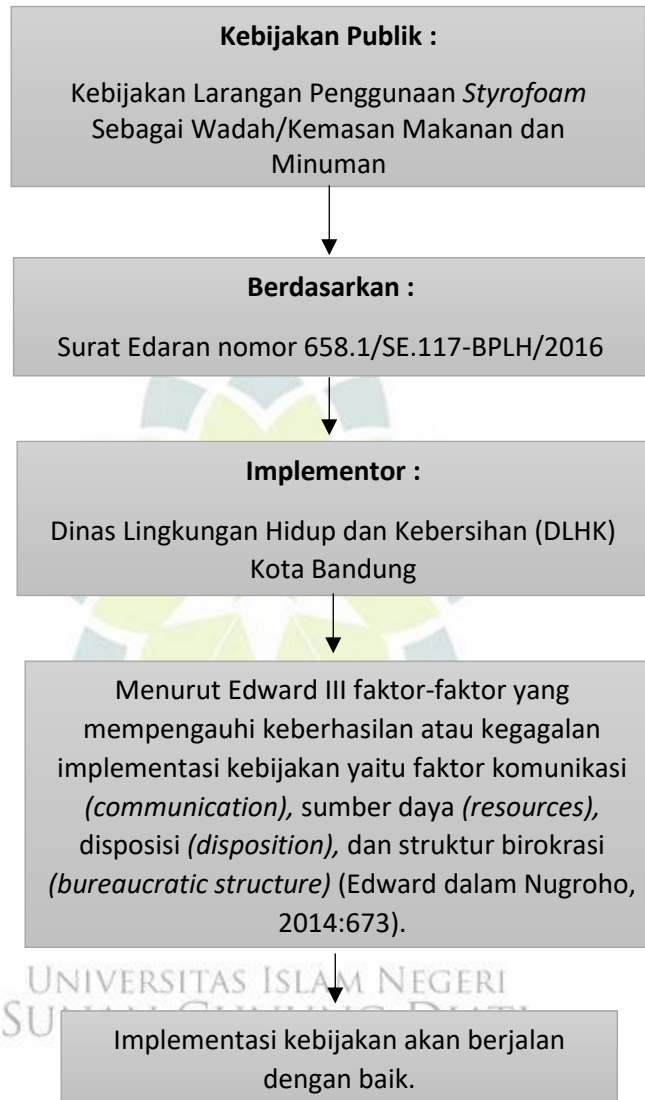 Kebijakan Publik :
Kebijakan Larangan Penggunaan Styrofoam
Sebagai Wadah/Kemasan Makanan dan
Minuman
Berdasarkan :
Surat Edaran nomor 658.1/SE.117-BPLH/2016
Implementor :
Dinas Lingkungan Hidup dan Kebersihan (DLHK)
Kota Bandung
Menurut Edward III faktor-faktor yang
mempengauhi keberhasilan atau kegagalan
implementasi kebijakan yaitu faktor komunikasi
(communication), sumber daya (resources),
disposisi (disposition), dan struktur birokrasi
(bureaucratic structure) (Edward dalam Nugroho,
2014:673).
UNIVERSITAS ISLAM NEGERI
Implementasi kebijakan akan berjalan
dengan baik.